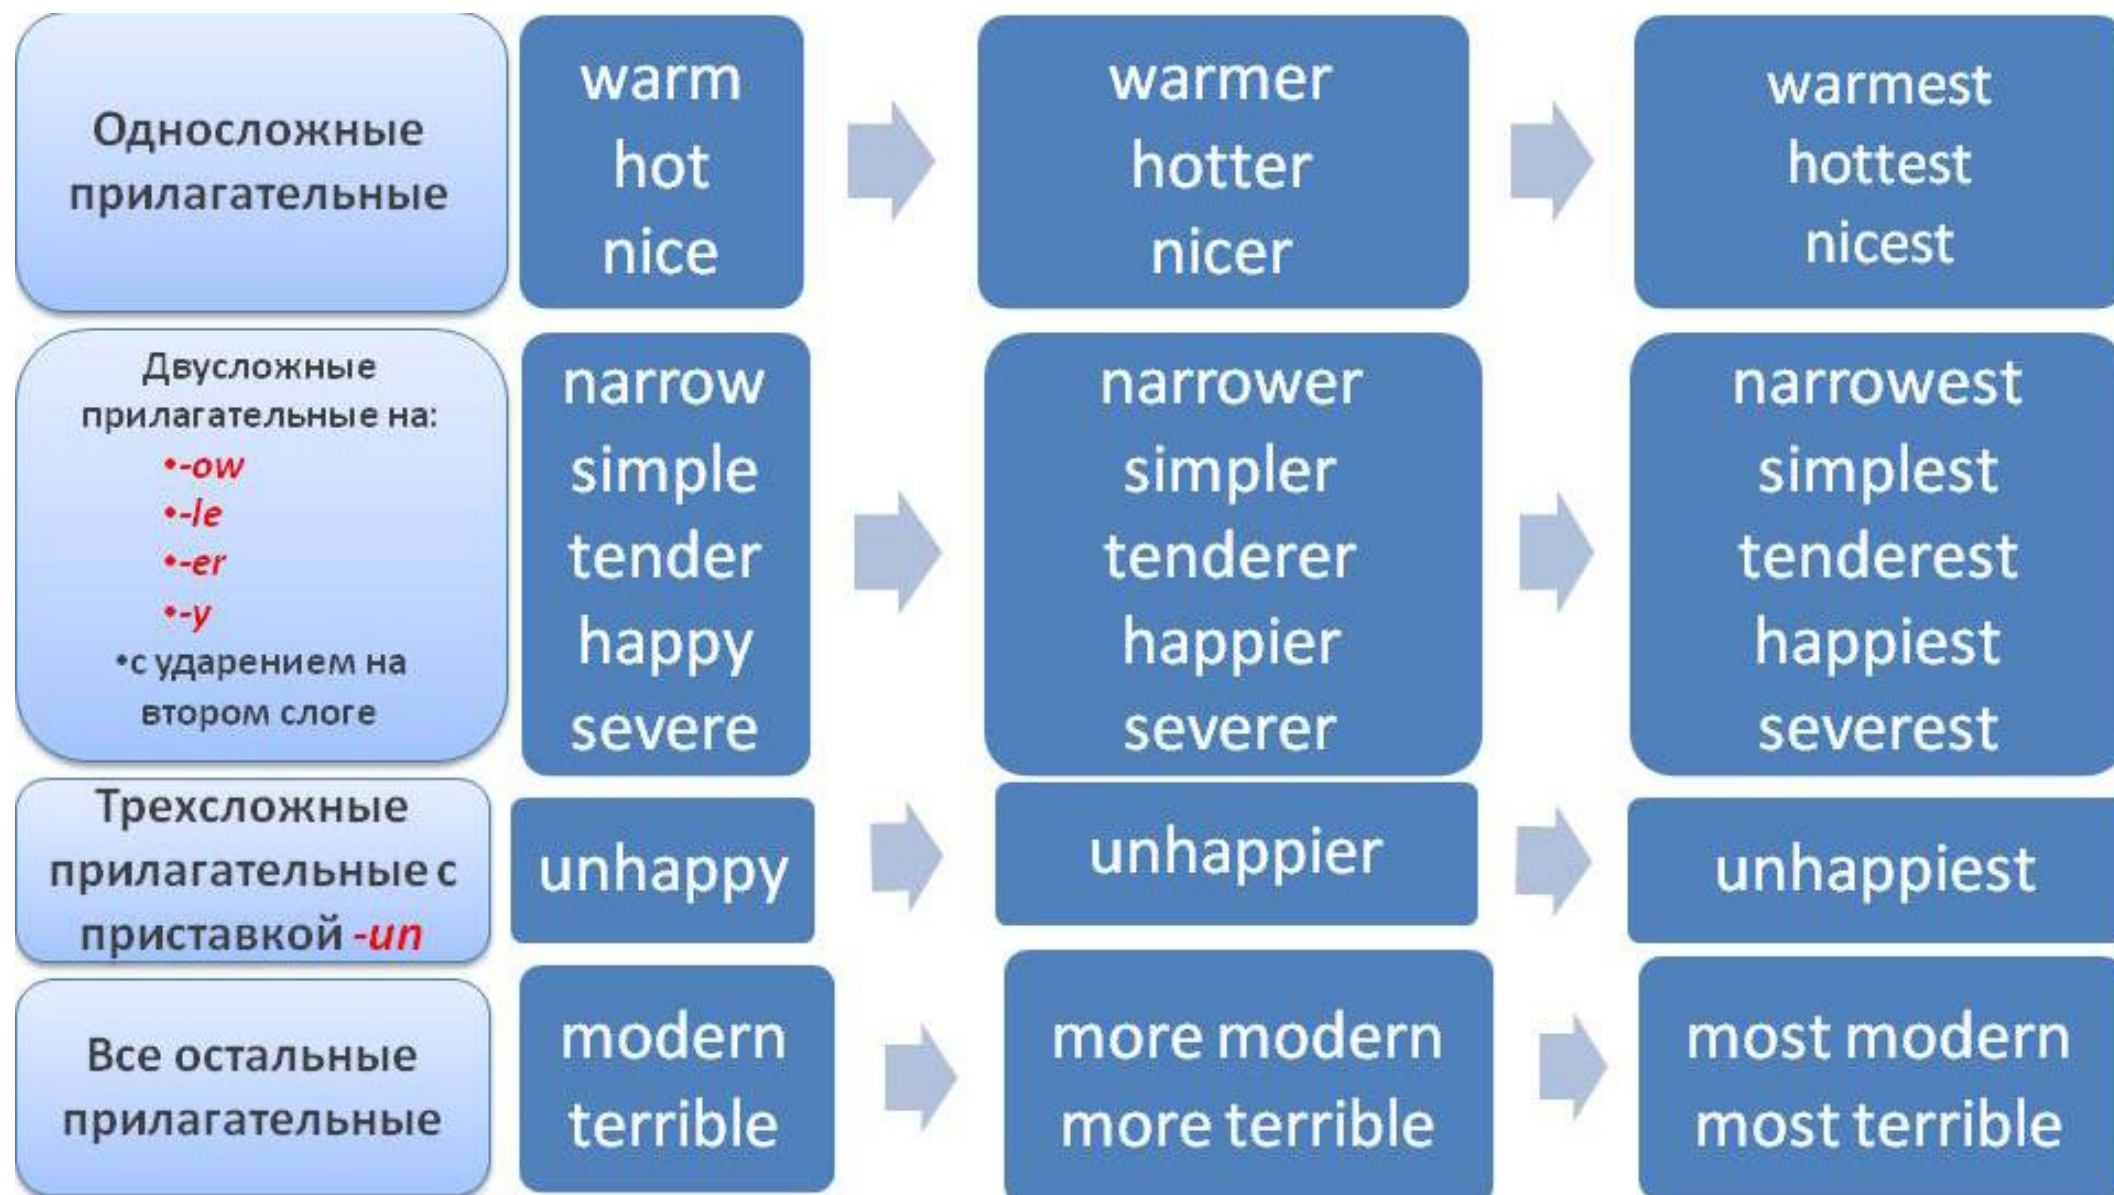 Односложные
прилагательные
warm
hot
nice
warmer
hotter
nicer
warmest
hottest
nicest
Двусложные
прилагательные на:
•-ow
•-le
•-er
•-y
•с ударением на
втором слоге
narrow
simple
tender
happy
severe
narrower
simpler
tenderer
happier
severer
narrowest
simplest
tenderest
happiest
severest
Трехсложные
прилагательные с
приставкой -un
unhappy
unhappier
unhappiest
Все остальные
прилагательные
modern
terrible
more modern
more terrible
most modern
most terrible